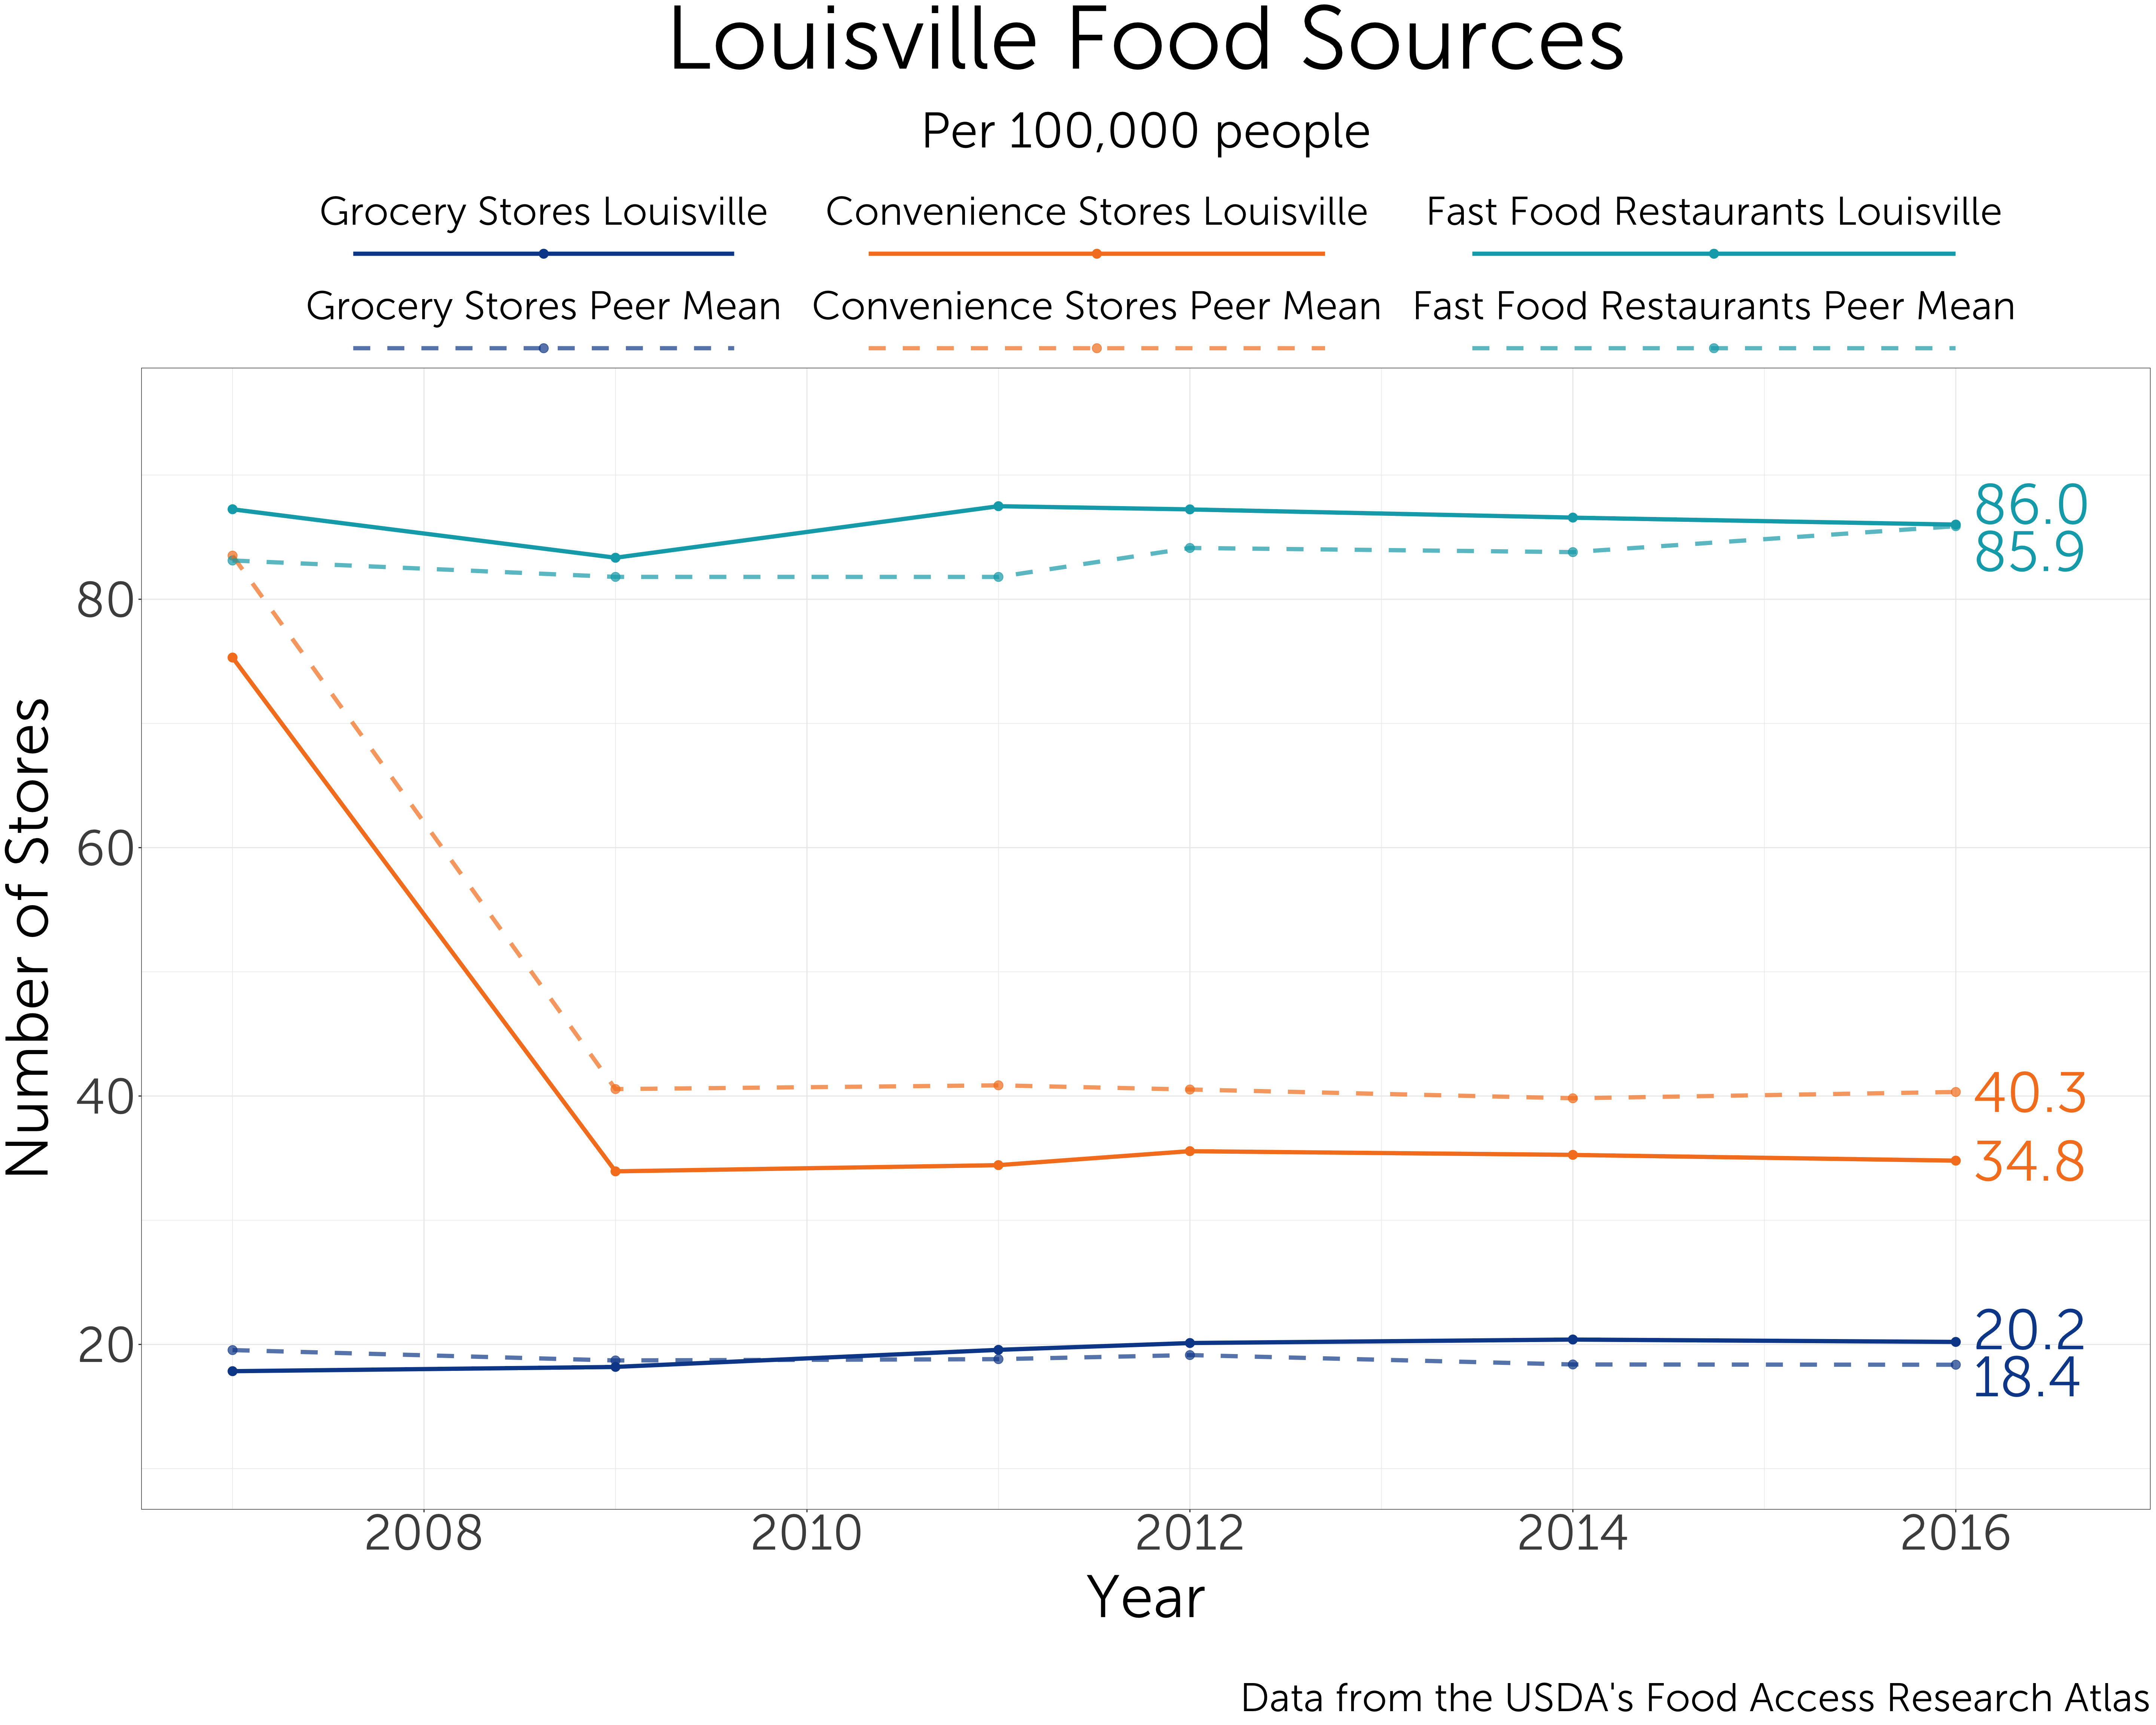 Louisville Food Sources
Per 100,000 people
Grocery Stores Louisville
Convenience Stores Louisville
Fast Food Restaurants Louisville
Grocery Stores Peer Mean
Convenience Stores Peer Mean
Fast Food Restaurants Peer Mean
Number of Stores
80
60
40
20
86.0
85.9
40.3
34.8
20.2
18.4
2008
2010
2012
2014
2016
Year
Data from the USDA's Food Access Research Atlas